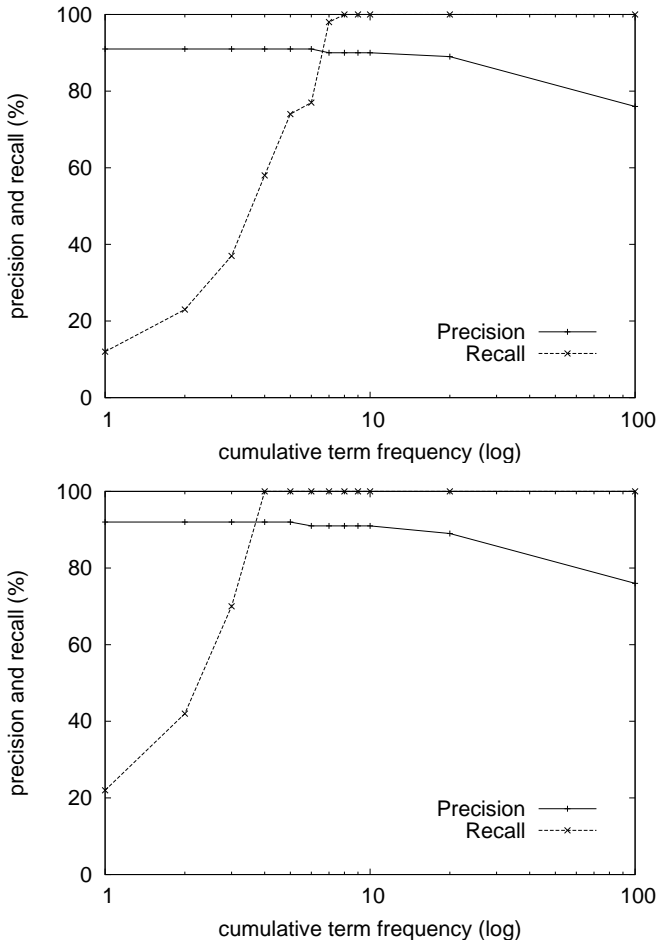 100
80
60
40
20
0
precision and recall (%)
Precision
Recall
1
10
100
cumulative term frequency (log)
100
80
60
40
20
0
precision and recall (%)
Precision
Recall
1
10
100
cumulative term frequency (log)